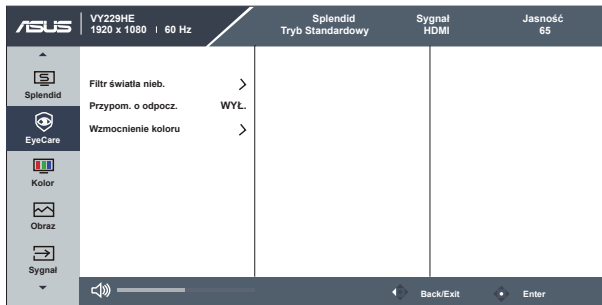 ASUS
VY229HE
1920 x 1080 | 60 Hz
Splendid
Tryb Standardowy
Sygnał
HDMI
Jasność
65
Splendid
EyeCare
Kolor
Obraz
Sygnał
Filtr światła nieb.
Przypom. o odpocz. WYŁ.
Wzmocnienie koloru
Back/Exit
Enter